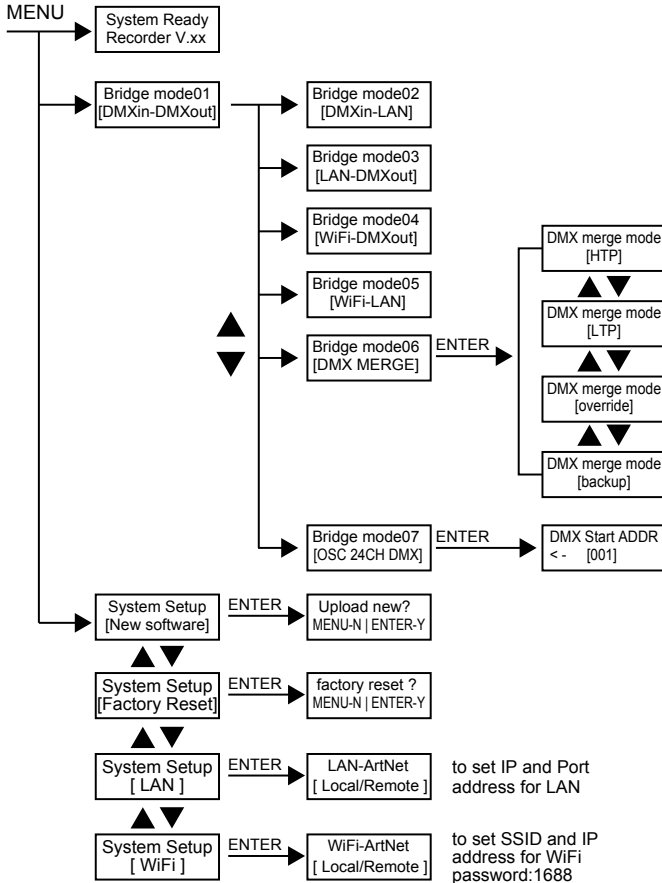 MENU
System Ready
Recorder V.xx
Bridge mode01
[DMXin-DMXout]
Bridge mode02
[DMXin-LAN]
Bridge mode03
[LAN-DMXout]
Bridge mode04
[WiFi-DMXout]
Bridge mode05
[WiFi-LAN]
Bridge mode06
[DMX MERGE]
ENTER
DMX merge mode
[HTP]
DMX merge mode
[LTP]
DMX merge mode
[override]
DMX merge mode
[backup]
Bridge mode07
[OSC 24CH DMX]
ENTER
DMX Start ADDR
< - [001]
System Setup
[New software]
ENTER
Upload new?
MENU-N | ENTER-Y
System Setup
[Factory Reset]
ENTER
factory reset ?
MENU-N | ENTER-Y
System Setup
[ LAN ]
ENTER
LAN-ArtNet
[ Local/Remote ]
to set IP and Port
address for LAN
System Setup
[ WiFi ]
ENTER
WiFi-ArtNet
[ Local/Remote ]
to set SSID and IP
address for WiFi
password:1688